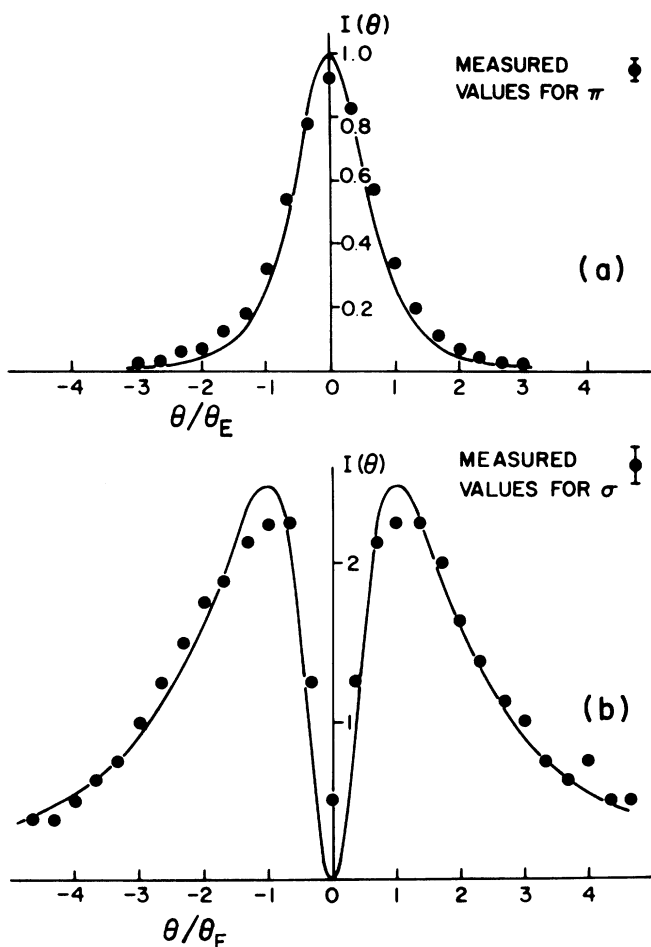 I(θ)
MEASURED
VALUES FOR π
1.0
0.8
0.6
0.4
0.2
(a)
-4 -3 -2 -1 0 1 2 3 4
θ/θE
I(θ)
MEASURED
VALUES FOR σ
2
1
(b)
-4 -3 -2 -1 0 1 2 3 4
θ/θE